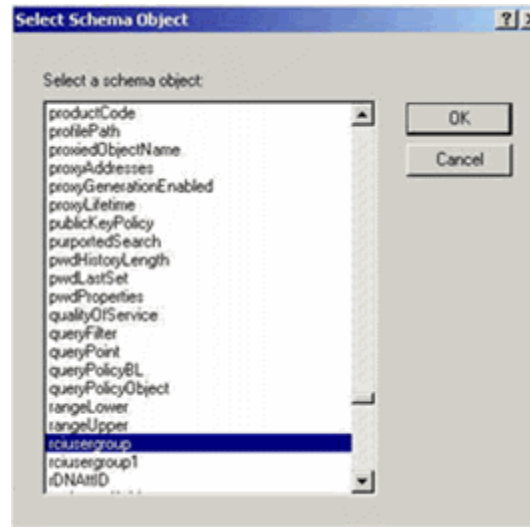 Select Schema Object
Select a schema object:
productCode
profilePath
proxiedObjectName
proxyAddresses
proxyGenerationEnabled
proxyLifetime
publicKeyPolicy
purportedSearch
pwdHistoryLength
pwdLastSet
pwdProperties
qualityOfService
queryFilter
queryPoint
queryPolicyBL
queryPolicyObject
rangeLower
rangeUpper
rciusergroup
rciusergroup1
rDNAttID
OK
Cancel